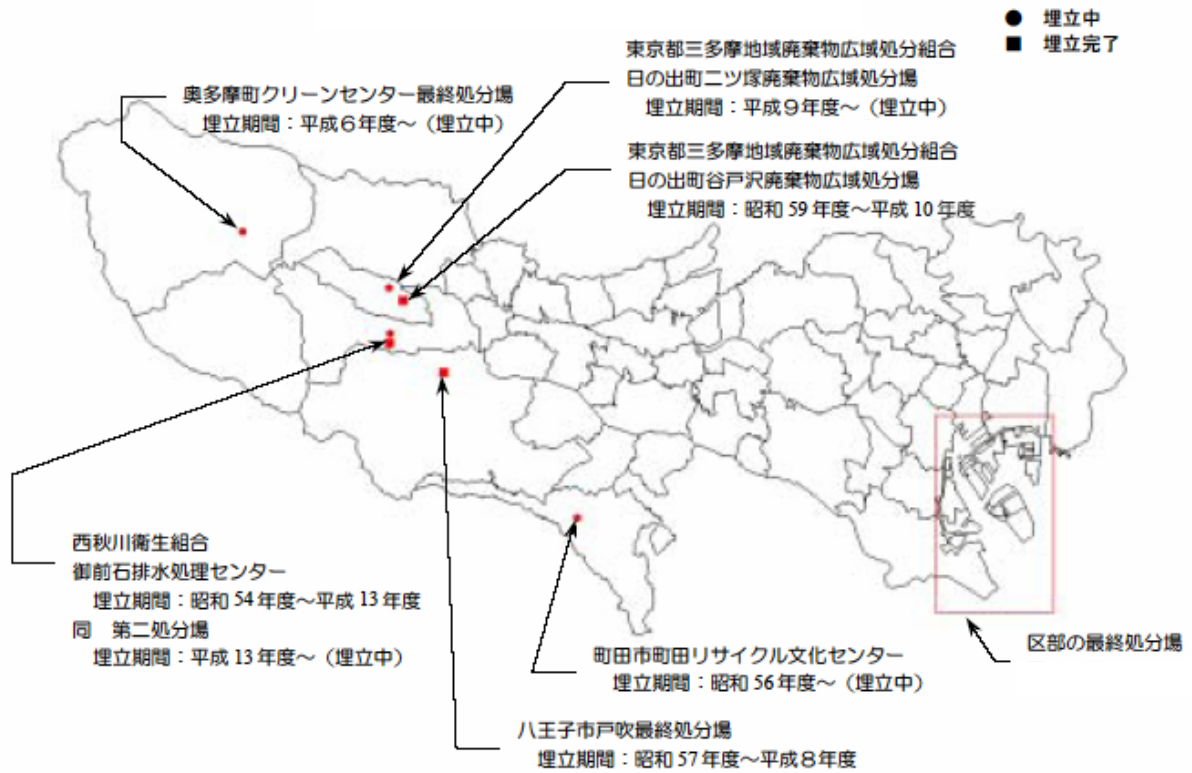 ● 埋立中
■ 埋立完了
東京都三多摩地域廃棄物広域処分組合
日の出町二ツ塚廃棄物広域処分場
埋立期間：平成９年度～（埋立中）
奥多摩町クリーンセンター最終処分場
埋立期間：平成６年度～（埋立中）
東京都三多摩地域廃棄物広域処分組合
日の出町谷戸沢廃棄物広域処分場
埋立期間：昭和 59 年度～平成 10 年度
西秋川衛生組合
御前石排水処理センター
埋立期間：昭和 54 年度～平成 13 年度
同　第二処分場
埋立期間：平成 13 年度～（埋立中）
区部の最終処分場
町田市町田リサイクル文化センター
埋立期間：昭和 56 年度～（埋立中）
八王子市戸吹最終処分場
埋立期間：昭和 57 年度～平成８年度